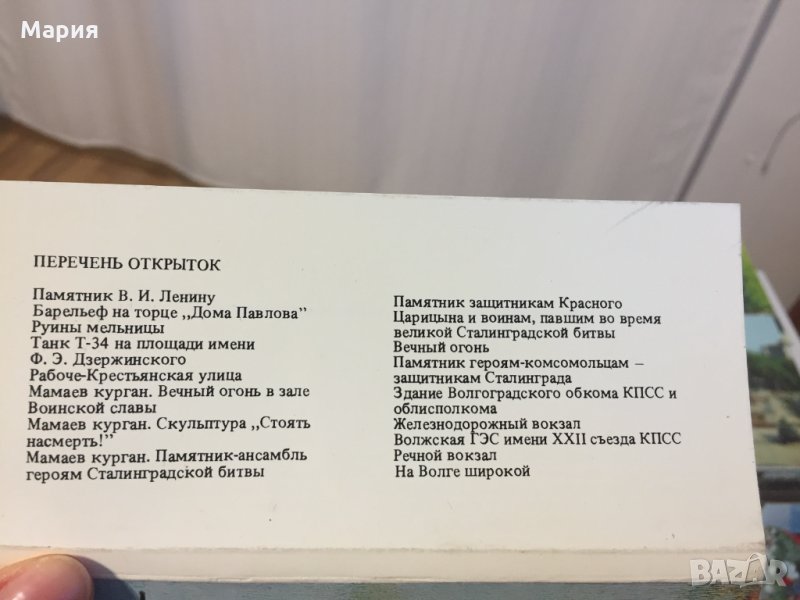 Мария
ПЕРЕЧЕНЬ ОТКРЫТОК
Памятник В. И. Ленину
Барельеф на торце „Дома Павлова”
Руины мельницы
Танк Т-34 на площади имени
Ф. Э. Дзержинского
Рабоче-Крестьянская улица
Мамаев курган. Вечный огонь в зале
Воинской славы
Мамаев курган. Скульптура „Стоять
насмерть!”
Мамаев курган. Памятник-ансамбль
героям Сталинградской битвы
Памятник защитникам Красного
Царицына и воинам, павшим во время
великой Сталинградской битвы
Вечный огонь
Памятник героям-комсомольцам –
защитникам Сталинграда
Здание Волгоградского обкома КПСС и
облисполкома
Железнодорожный вокзал
Волжская ГЭС имени XXII съезда КПСС
Речной вокзал
На Волге широкой
BAZAR